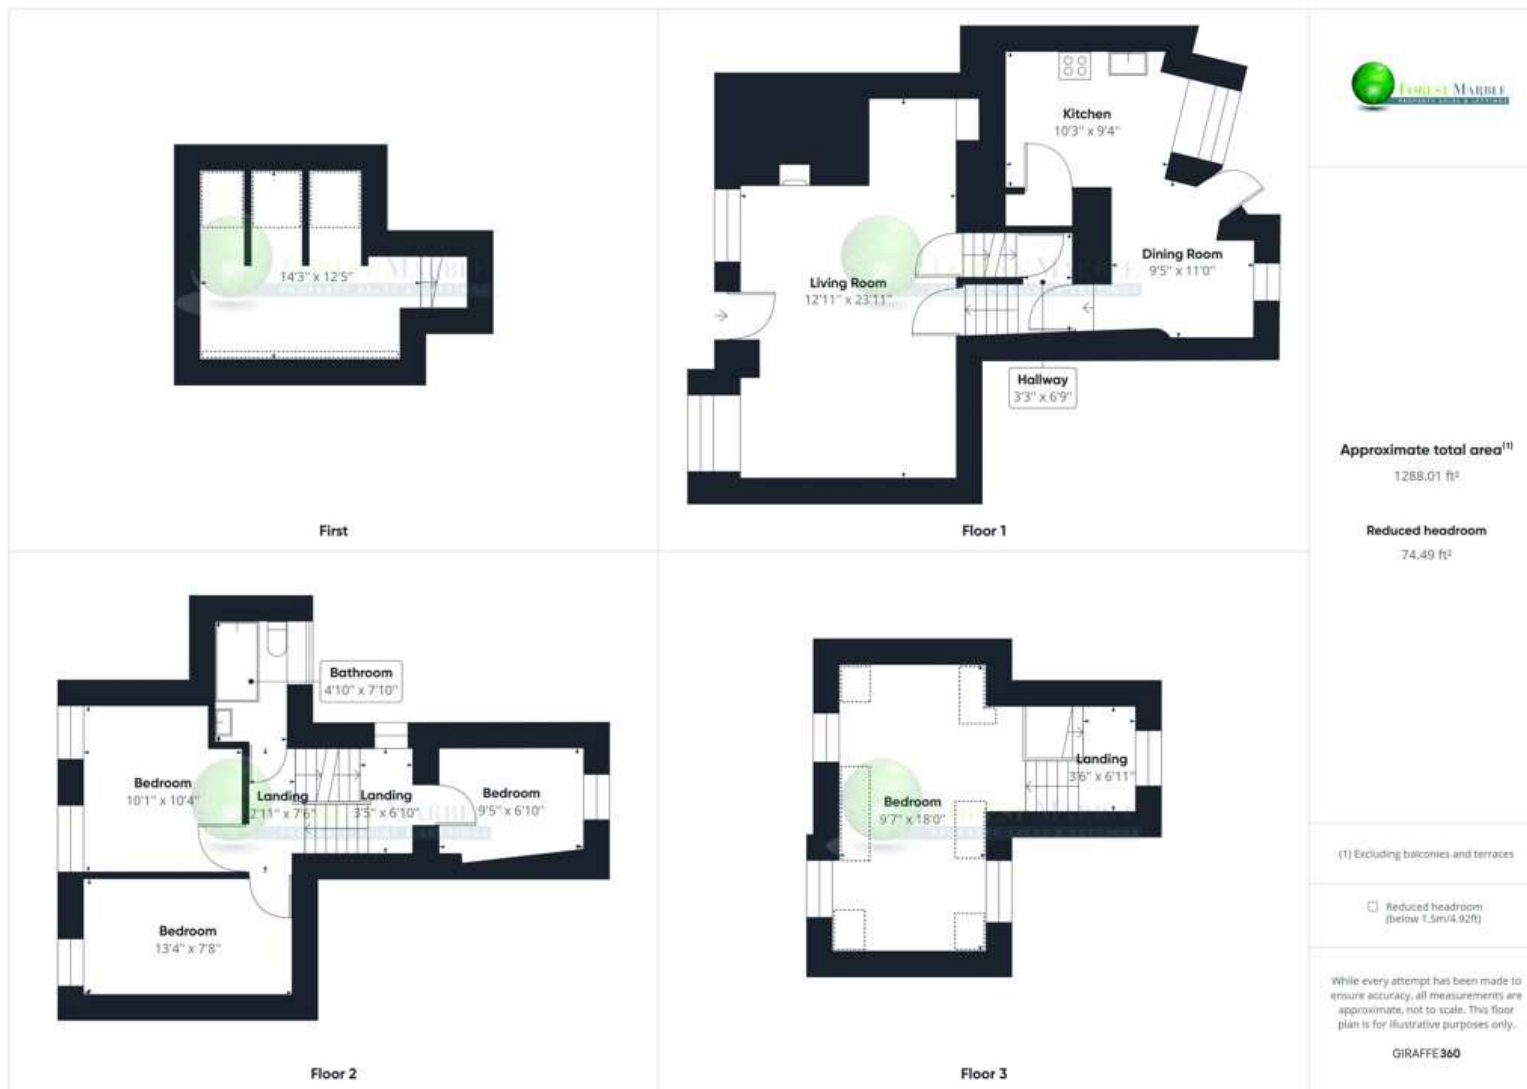 14'3" x 12'5"
First
Kitchen
10'3" x 9'4"
Dining Room
9'5" x 11'0"
Living Room
12'11" x 23'11"
Hallway
3'3" x 6'9"
Floor 1
Bathroom
4'10" x 7'10"
Bedroom
10'1" x 10'4"
Landing
2'11" x 7'6"
Landing
3'5" x 6'10"
Bedroom
9'5" x 6'10"
Bedroom
13'4" x 7'8"
Floor 2
Landing
3'6" x 6'11"
Bedroom
9'7" x 18'0"
Floor 3
FOREST MARBLE
PROPERTY SALES & LETTINGS
Approximate total area(1)
1288.01 ft²
Reduced headroom
74.49 ft²
(1) Excluding balconies and terraces
Reduced headroom
(below 1.5m/4.92ft)
While every attempt has been made to
ensure accuracy, all measurements are
approximate, not to scale. This floor
plan is for illustrative purposes only.
GIRAFFE360